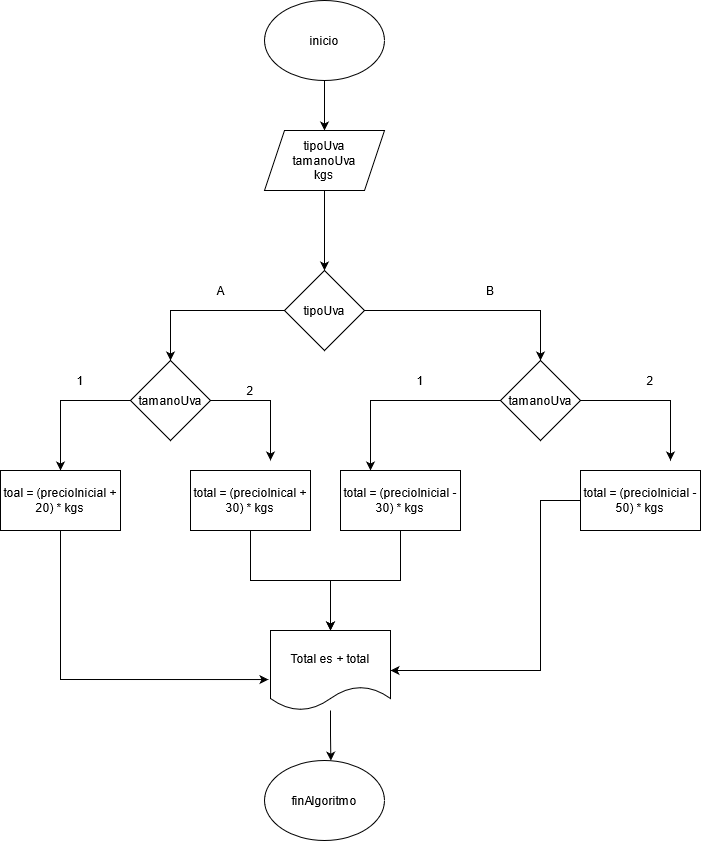 inicio
tipoUva
tamanoUva
kgs
A
B
tipoUva
1
2
1
2
tamanoUva
tamanoUva
toal = (precioInicial +
20) * kgs
total = (precioInical +
30) * kgs
total = (precioInicial -
30) * kgs
total = (precioInicial -
50) * kgs
Total es + total
finAlgoritmo